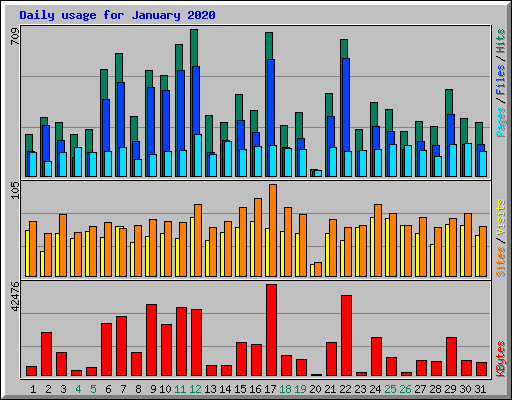 Daily usage for January 2020
709
Pages / Files / Hits
105
Sites / Visits
42476
KBytes
1 2 3 4 5 6 7 8 9 10 11 12 13 14 15 16 17 18 19 20 21 22 23 24 25 26 27 28 29 30 31